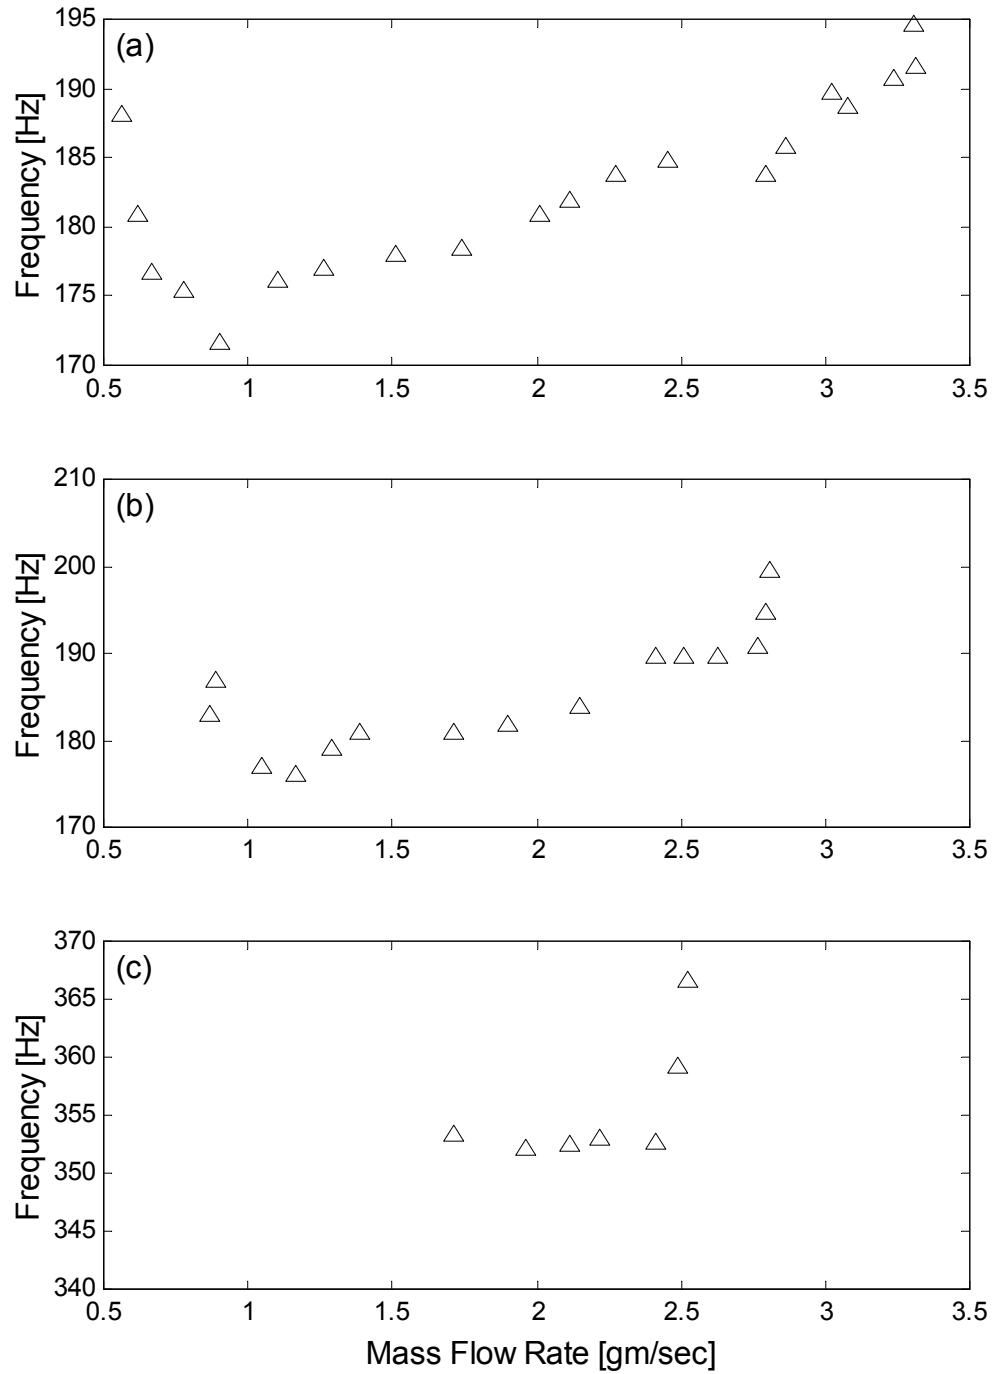 (a)
Frequency [Hz]
195
190
185
180
175
170
0.5 1 1.5 2 2.5 3 3.5
(b)
Frequency [Hz]
210
200
190
180
170
0.5 1 1.5 2 2.5 3 3.5
(c)
Frequency [Hz]
370
365
360
355
350
345
340
0.5 1 1.5 2 2.5 3 3.5
Mass Flow Rate [gm/sec]